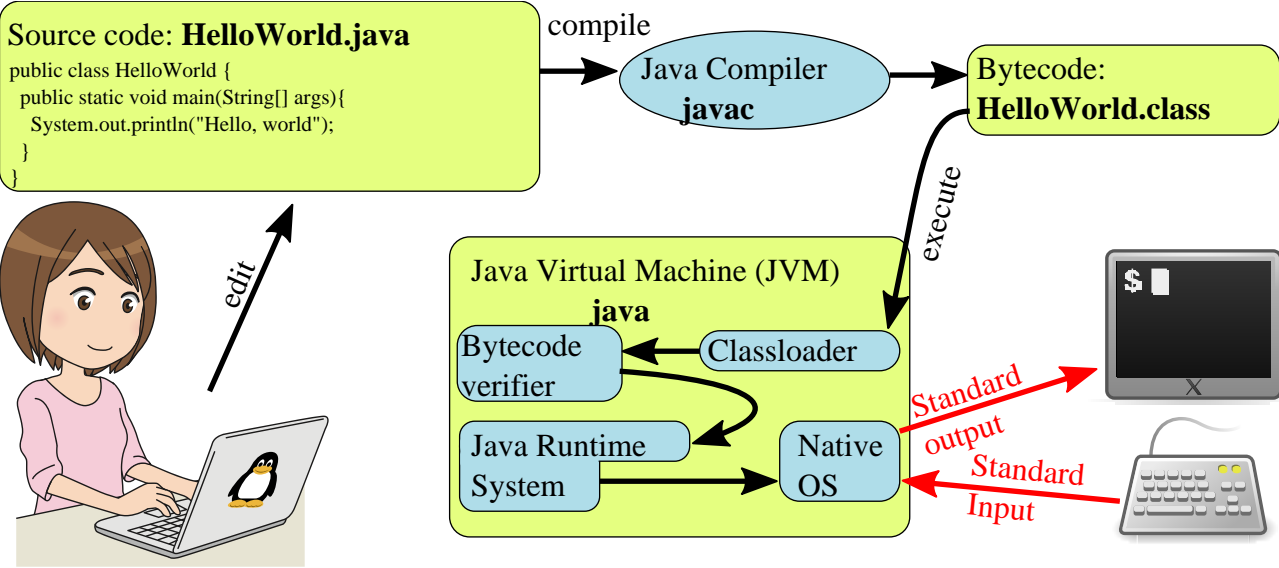 Source code: HelloWorld.java
public class HelloWorld {
public static void main(String[] args){
System.out.println("Hello, world");
}
}
compile
Java Compiler
javac
Bytecode:
HelloWorld.class
edit
execute
Java Virtual Machine (JVM)
java
Bytecode
verifier
Classloader
Java Runtime
System
Native
OS
Standard
output
Standard
Input
$
X